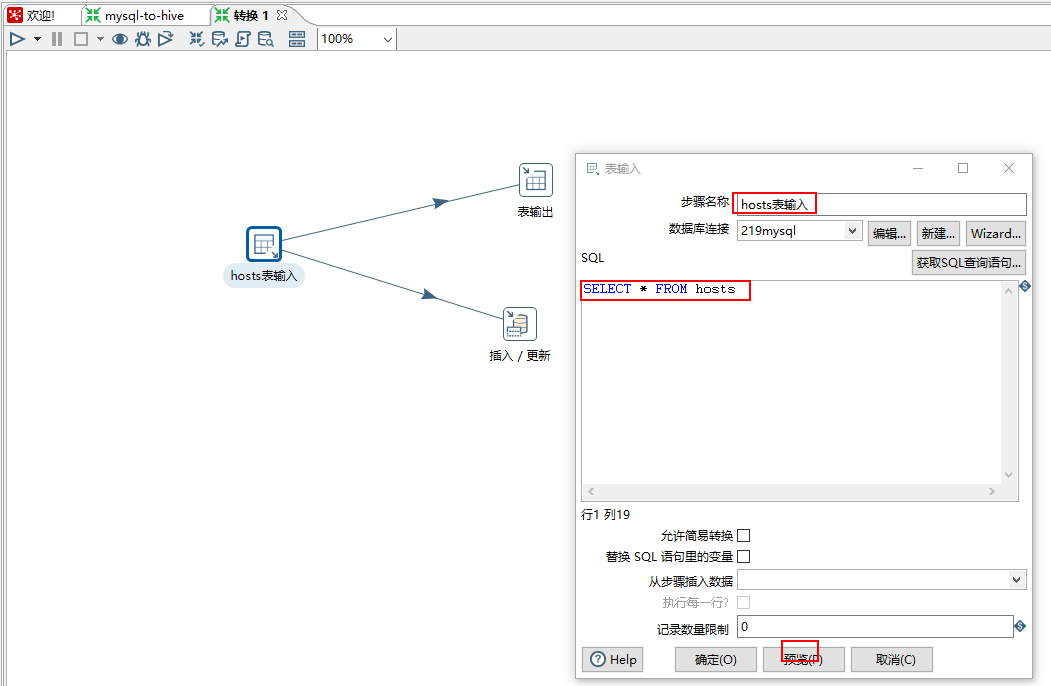 欢迎!
mysql-to-hive
转换 1
100%
表输出
hosts表输入
插入 / 更新
表输入
步骤名称 hosts表输入
数据库连接 219mysql 编辑... 新建... Wizard...
SQL 获取SQL查询语句...
SELECT * FROM hosts
行1 列19
允许简易转换
替换 SQL 语句里的变量
从步骤插入数据
执行每一行?
记录数量限制 0
Help 确定(O) 预览(P) 取消(C)